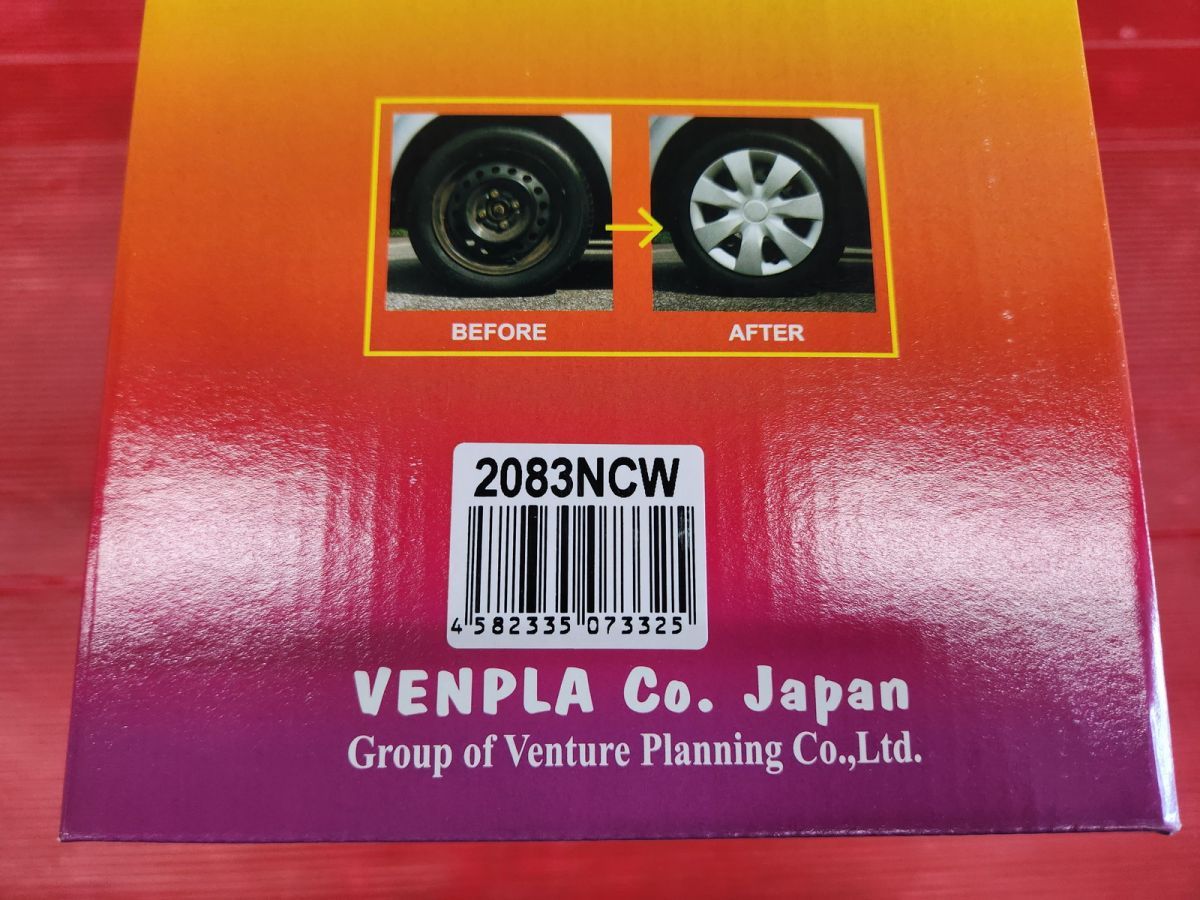 BEFORE AFTER
2083NCW
4 582335 073325
VENPLA Co. Japan
Group of Venture Planning Co.,Ltd.